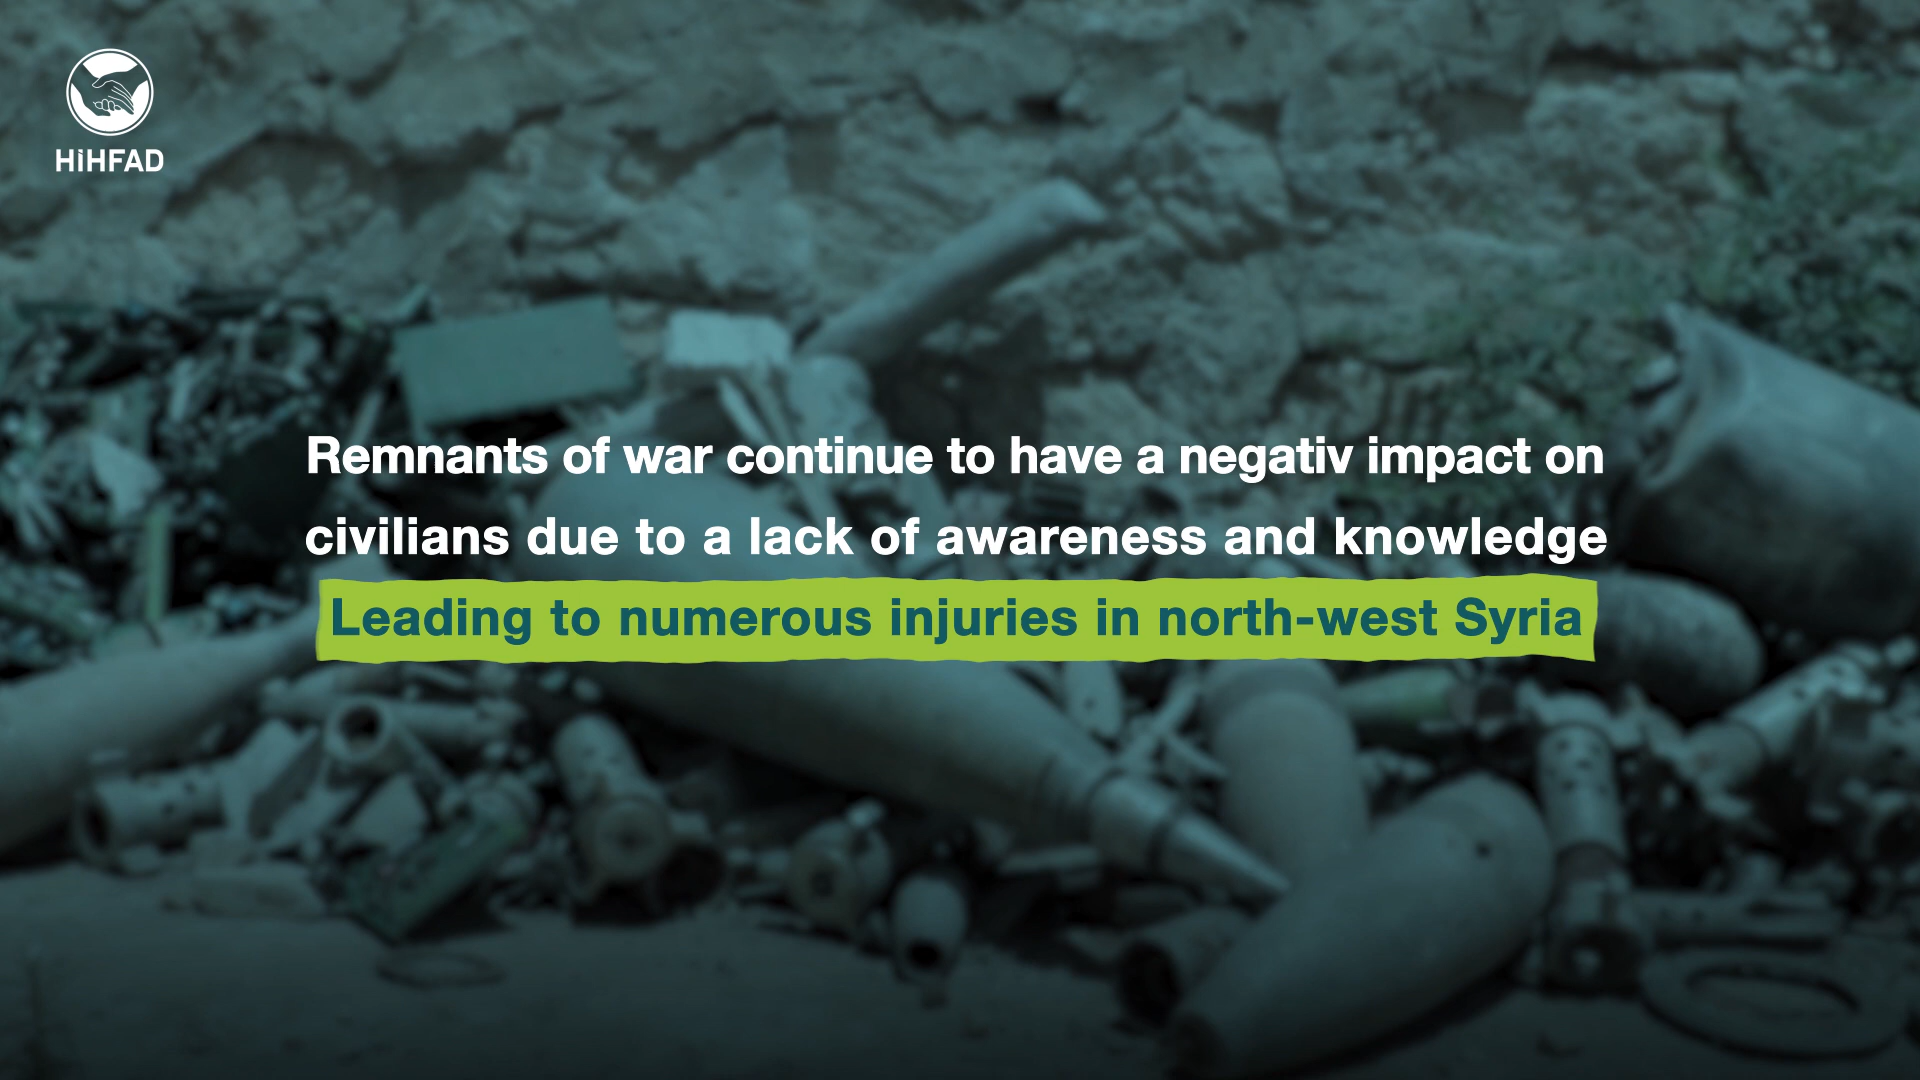 HiHFAD
Remnants of war continue to have a negativ impact on
civilians due to a lack of awareness and knowledge
Leading to numerous injuries in north-west Syria